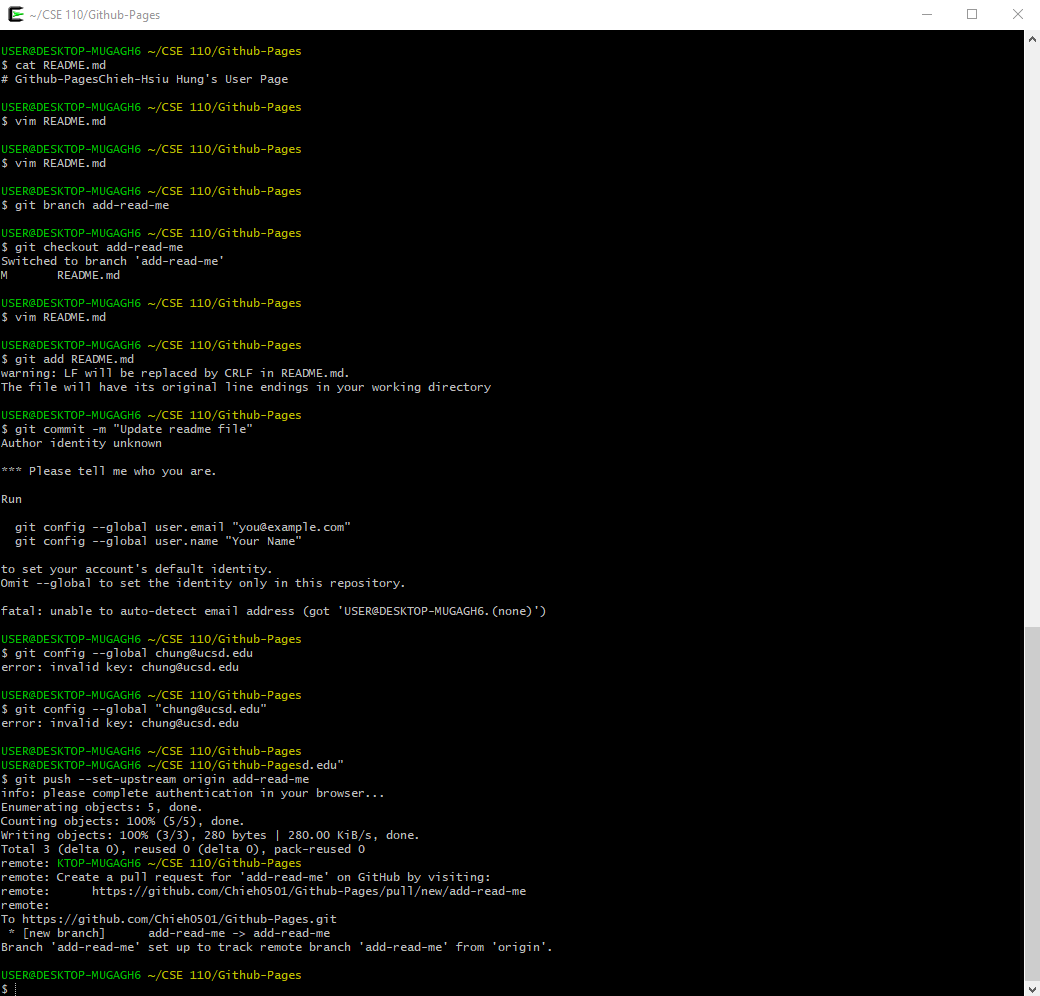 ~/CSE 110/Github-Pages
USER@DESKTOP-MUGAGH6 ~/CSE 110/Github-Pages
$ cat README.md
# Github-PagesChieh-Hsiu Hung's User Page
USER@DESKTOP-MUGAGH6 ~/CSE 110/Github-Pages
$ vim README.md
USER@DESKTOP-MUGAGH6 ~/CSE 110/Github-Pages
$ vim README.md
USER@DESKTOP-MUGAGH6 ~/CSE 110/Github-Pages
$ git branch add-read-me
USER@DESKTOP-MUGAGH6 ~/CSE 110/Github-Pages
$ git checkout add-read-me
Switched to branch 'add-read-me'
M       README.md
USER@DESKTOP-MUGAGH6 ~/CSE 110/Github-Pages
$ vim README.md
USER@DESKTOP-MUGAGH6 ~/CSE 110/Github-Pages
$ git add README.md
warning: LF will be replaced by CRLF in README.md.
The file will have its original line endings in your working directory
USER@DESKTOP-MUGAGH6 ~/CSE 110/Github-Pages
$ git commit -m "Update readme file"
Author identity unknown
*** Please tell me who you are.
Run
  git config --global user.email "you@example.com"
  git config --global user.name "Your Name"
to set your account's default identity.
Omit --global to set the identity only in this repository.
fatal: unable to auto-detect email address (got 'USER@DESKTOP-MUGAGH6.(none)')
USER@DESKTOP-MUGAGH6 ~/CSE 110/Github-Pages
$ git config --global chung@ucsd.edu
error: invalid key: chung@ucsd.edu
USER@DESKTOP-MUGAGH6 ~/CSE 110/Github-Pages
$ git config --global "chung@ucsd.edu"
error: invalid key: chung@ucsd.edu
USER@DESKTOP-MUGAGH6 ~/CSE 110/Github-Pages
USER@DESKTOP-MUGAGH6 ~/CSE 110/Github-Pagesd.edu"
$ git push --set-upstream origin add-read-me
info: please complete authentication in your browser...
Enumerating objects: 5, done.
Counting objects: 100% (5/5), done.
Writing objects: 100% (3/3), 280 bytes | 280.00 KiB/s, done.
Total 3 (delta 0), reused 0 (delta 0), pack-reused 0
remote: KTOP-MUGAGH6 ~/CSE 110/Github-Pages
remote: Create a pull request for 'add-read-me' on GitHub by visiting:
remote:      https://github.com/Chieh0501/Github-Pages/pull/new/add-read-me
remote:
To https://github.com/Chieh0501/Github-Pages.git
 * [new branch]      add-read-me -> add-read-me
Branch 'add-read-me' set up to track remote branch 'add-read-me' from 'origin'.
USER@DESKTOP-MUGAGH6 ~/CSE 110/Github-Pages
$